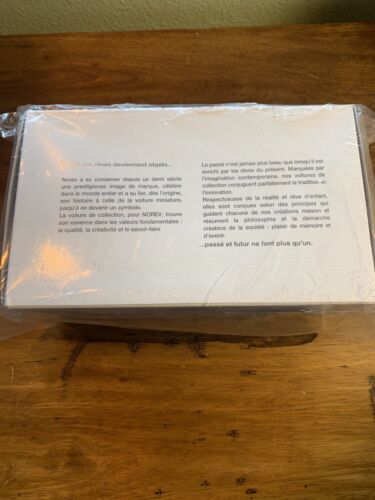 rêves deviennent objets...
Norev a su conserver depuis un demi siècle
une prestigieuse image de marque, célèbre
dans le monde entier et a su lier, dès l'origine,
son histoire à celle de la voiture miniature,
jusqu'à en devenir un symbole.
La voiture de collection, pour NOREV, trouve
son essence dans les valeurs fondamentales :
la qualité, la créativité et le savoir-faire
Le passé n'est jamais plus beau que lorsqu'il est
enrichi par les rêves du présent. Marquées par
l'imagination contemporaine, nos voitures de
collection conjuguent parfaitement la tradition et
l'innovation.
Respectueuses de la réalité et rêve d'enfant,
elles sont conçues selon des principes qui
guident chacune de nos créations maison et
résument la philosophie et la démarche
créatrice de la société : plaisir de mémoire et
d'avenir.
...passé et futur ne font plus qu'un.